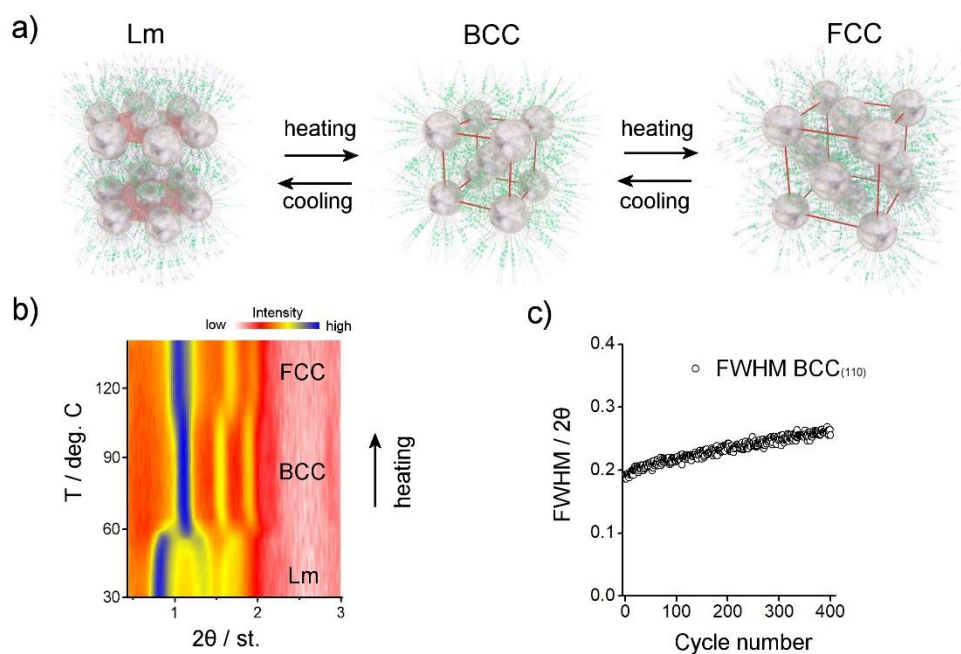 a)
Lm
BCC
FCC
heating
cooling
heating
cooling
b)
Intensity
low
high
T / deg. C
120
90
60
30
FCC
BCC
Lm
1
2
3
2θ / st.
heating
c)
FWHM / 2θ
0.4
0.3
0.2
0.1
0.0
FWHM BCC(110)
0
100
200
300
400
Cycle number